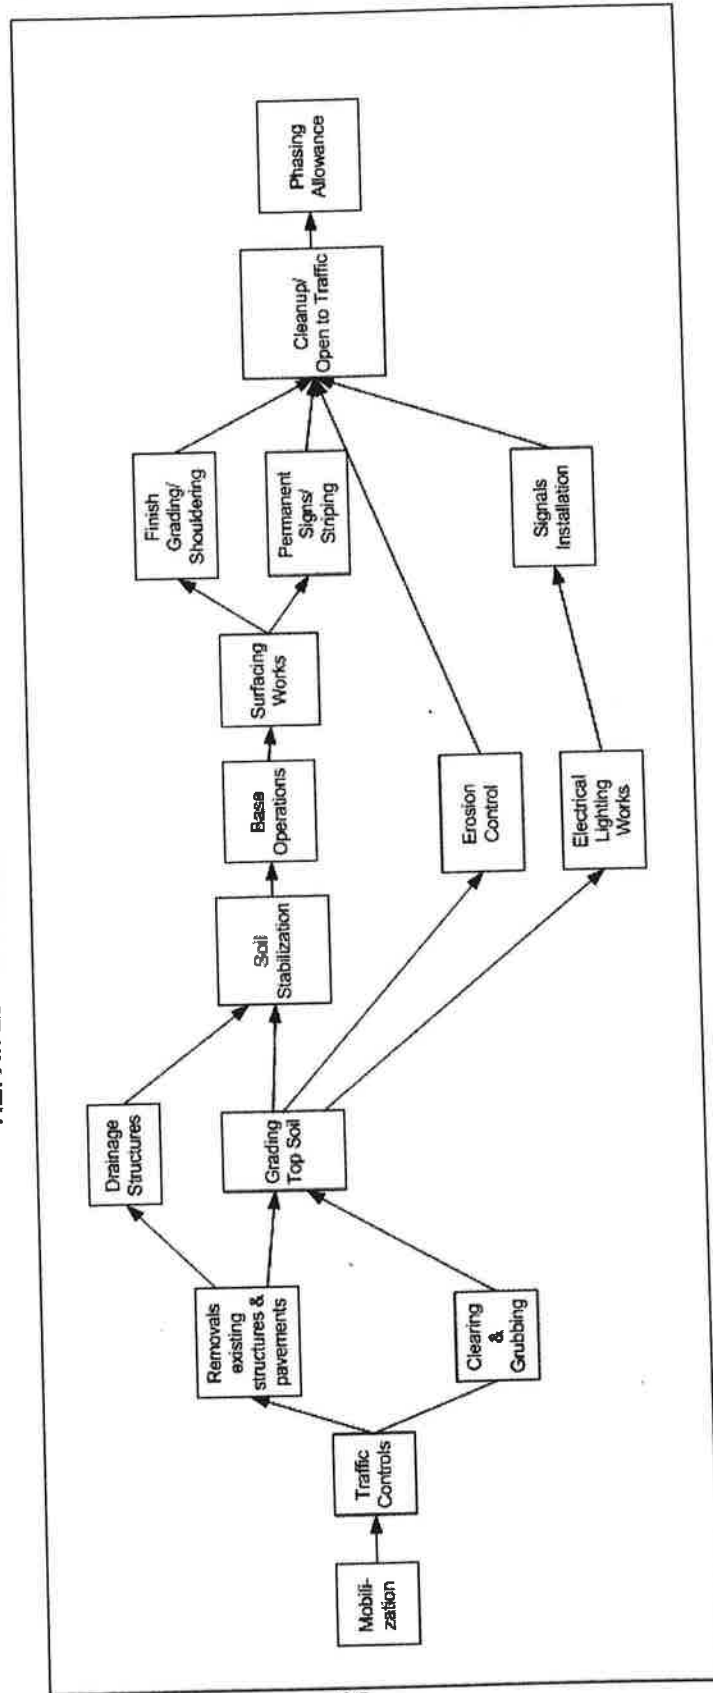 Mobili-
zation
Traffic
Controls
Removals
existing
structures &
pavements
Clearing
&
Grubbing
Drainage
Structures
Grading
Top Soil
Soil
Stabilization
Base
Operations
Surfacing
Works
Erosion
Control
Electrical
Lighting
Works
Finish
Grading/
Shouldering
Permanent
Signs/
Striping
Signals
Installation
Cleanup/
Open to Traffic
Phasing
Allowance